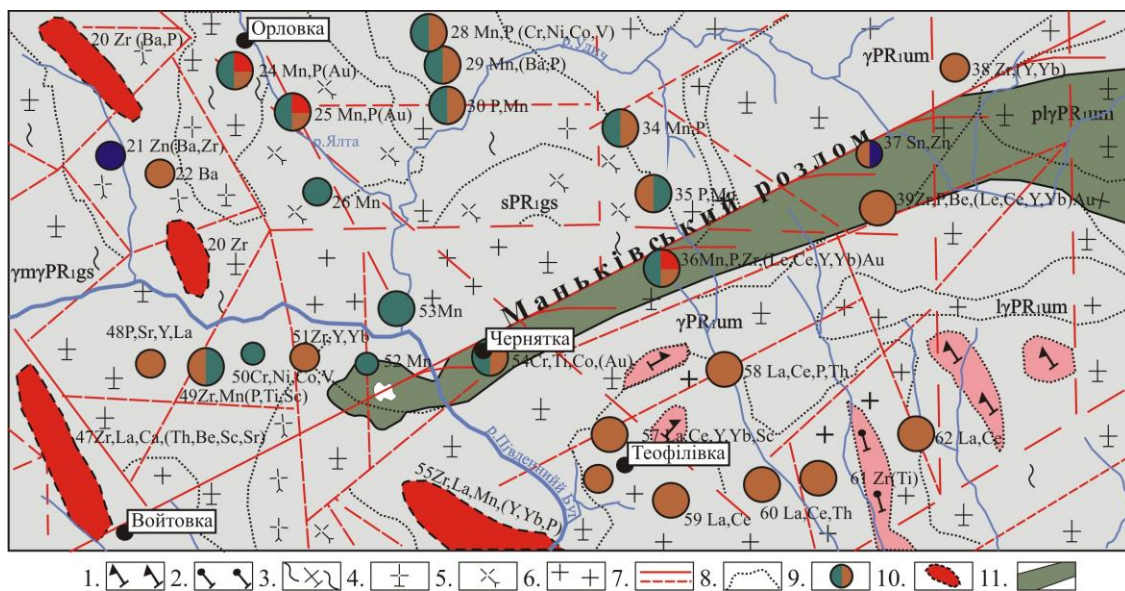 20 Zr (Ba,P)
Орловка
28 Mn,P (Cr,Ni,Co,V)
р.Удич
γPR₁um
38 Zr,(Y,Yb)
24 Mn,P(Au)
29 Mn,(Ba,P)
25 Mn,P(Au)
30 P,Mn
34 Mn,P
plγPR₁um
р.Ялта
21 Zn(Ba,Zr)
22 Ba
37 Sn,Zn
26 Mn
sPR₁gs
35 P,Mn
39Zr,P,Be,(Le,Ce,Y,Yb)Au
Маньківський розлом
20 Zr
γmγPR₁gs
36Mn,P,Zr,(Le,Ce,Y,Yb)Au
53Mn
γPR₁um
lγPR₁um
48P,Sr,Y,La
51Zr,Y,Yb
Чернятка
50Cr,Ni,Co,V
52 Mn
54Cr,Ti,Co,(Au)
58 La,Ce,P,Th
49Zr,Mn(P,Ti,Sc)
47Zr,La,Ca,(Th,Be,Sc,Sr)
57 La,Ce,Y,Yb,Sc
62 La,Ce
р.Південний Буг
Теофілівка
55Zr,La,Mn,(Y,Yb,P)
61 Zr(Ti)
59 La,Ce
60 La,Ce,Th
Войтовка
1. 2. 3. 4. 5. 6. 7. 8. 9. 10. 11.